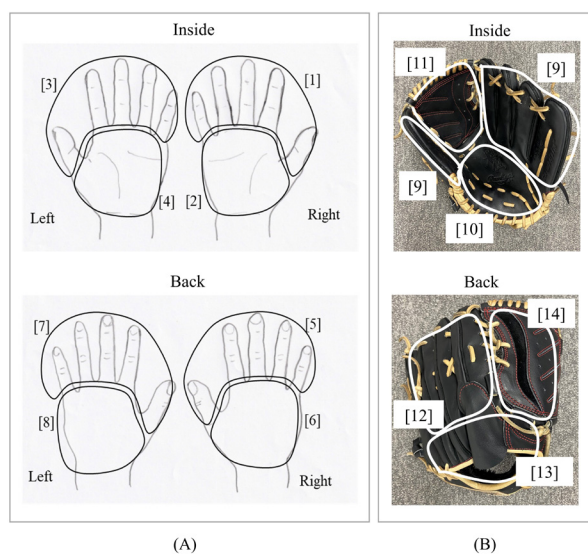 Inside
[3]
[1]
[4]
[2]
Left
Right
Back
[7]
[5]
[8]
[6]
Left
Right
(A)
Inside
[11]
[9]
[9]
[10]
Back
[14]
[12]
[13]
(B)